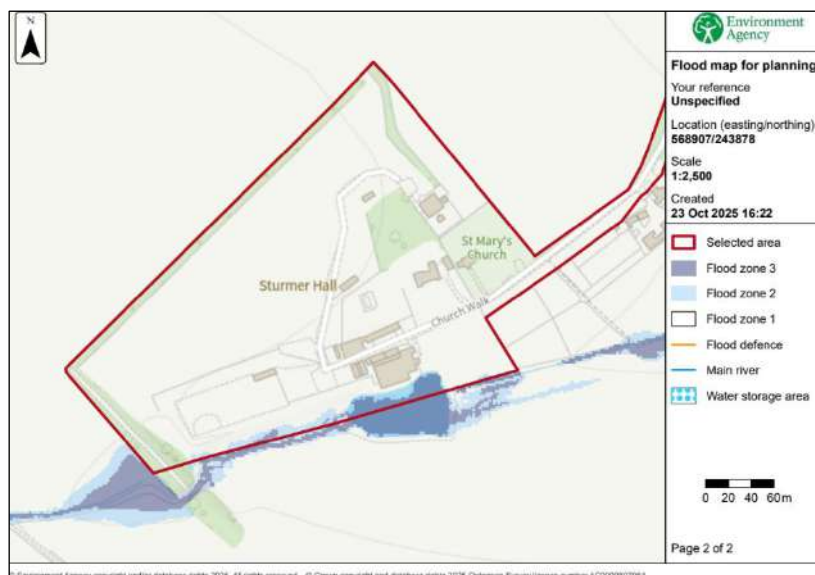 N
Environment
Agency
Flood map for planning
Your reference
Unspecified
Location (easting/northing)
568907/243878
Scale
1:2,500
Created
23 Oct 2025 16:22
Selected area
Flood zone 3
Flood zone 2
Flood zone 1
Flood defence
Main river
Water storage area
0 20 40 60m
Page 2 of 2
St Mary's
Church
Sturmer Hall
Church Walk